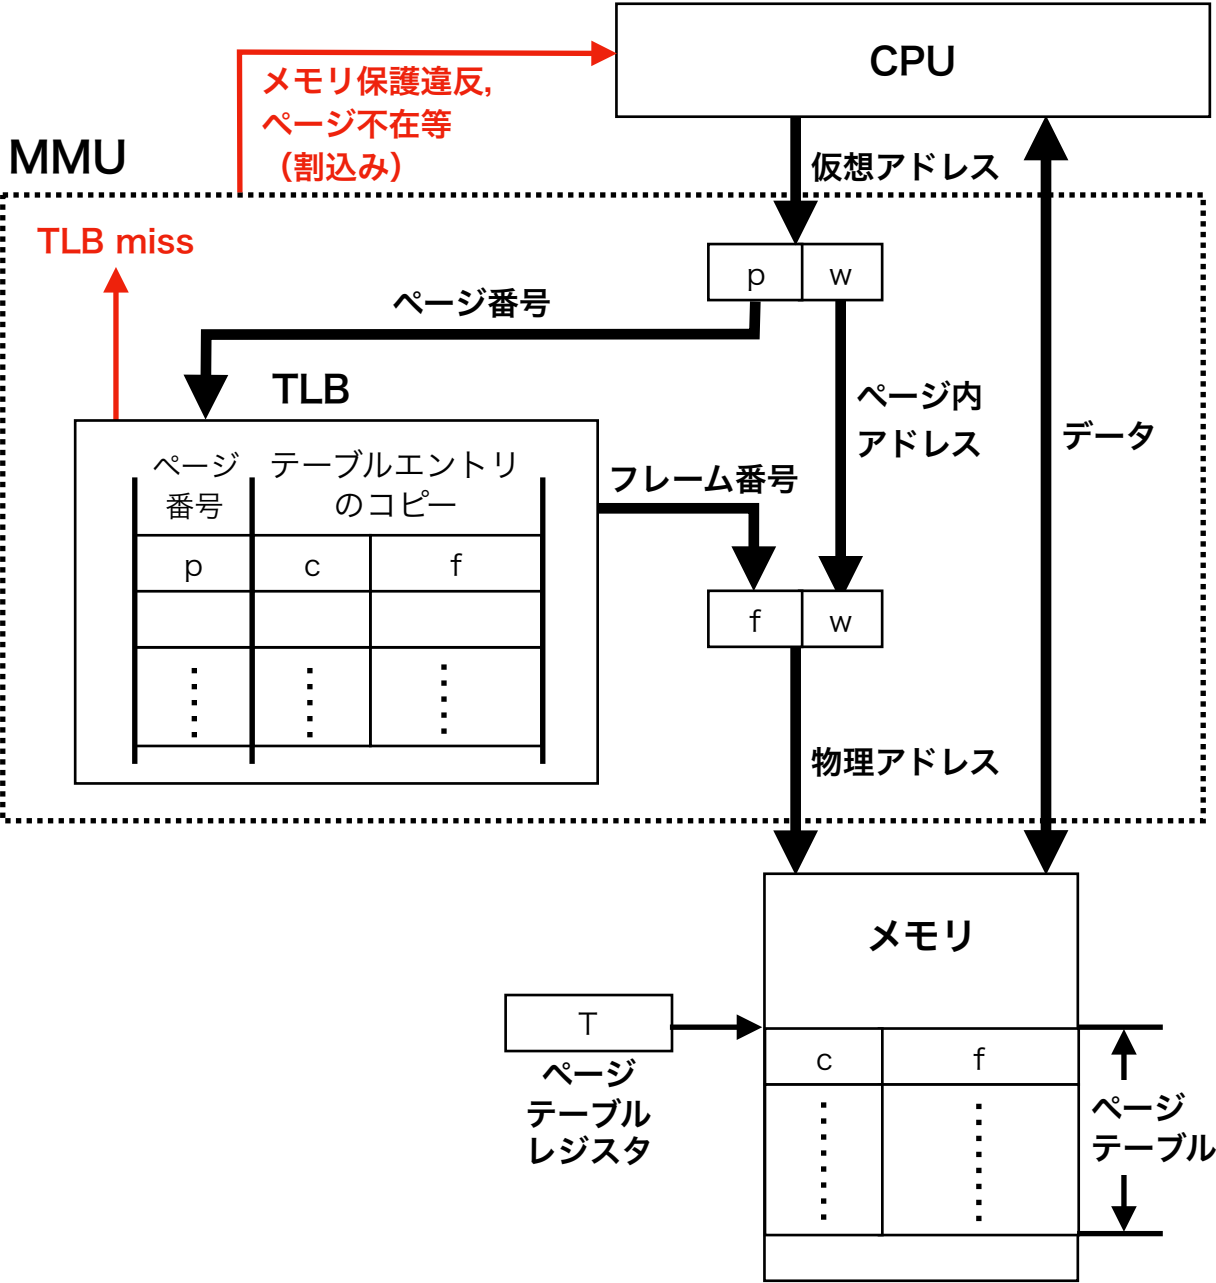 CPU
メモリ保護違反,
ページ不在等
（割込み）
MMU
仮想アドレス
TLB miss
p w
ページ番号
TLB
ページ内
アドレス
データ
ページ
番号
テーブルエントリ
のコピー
フレーム番号
p c f
f w
物理アドレス
メモリ
T
ページ
テーブル
レジスタ
c f
ページ
テーブル